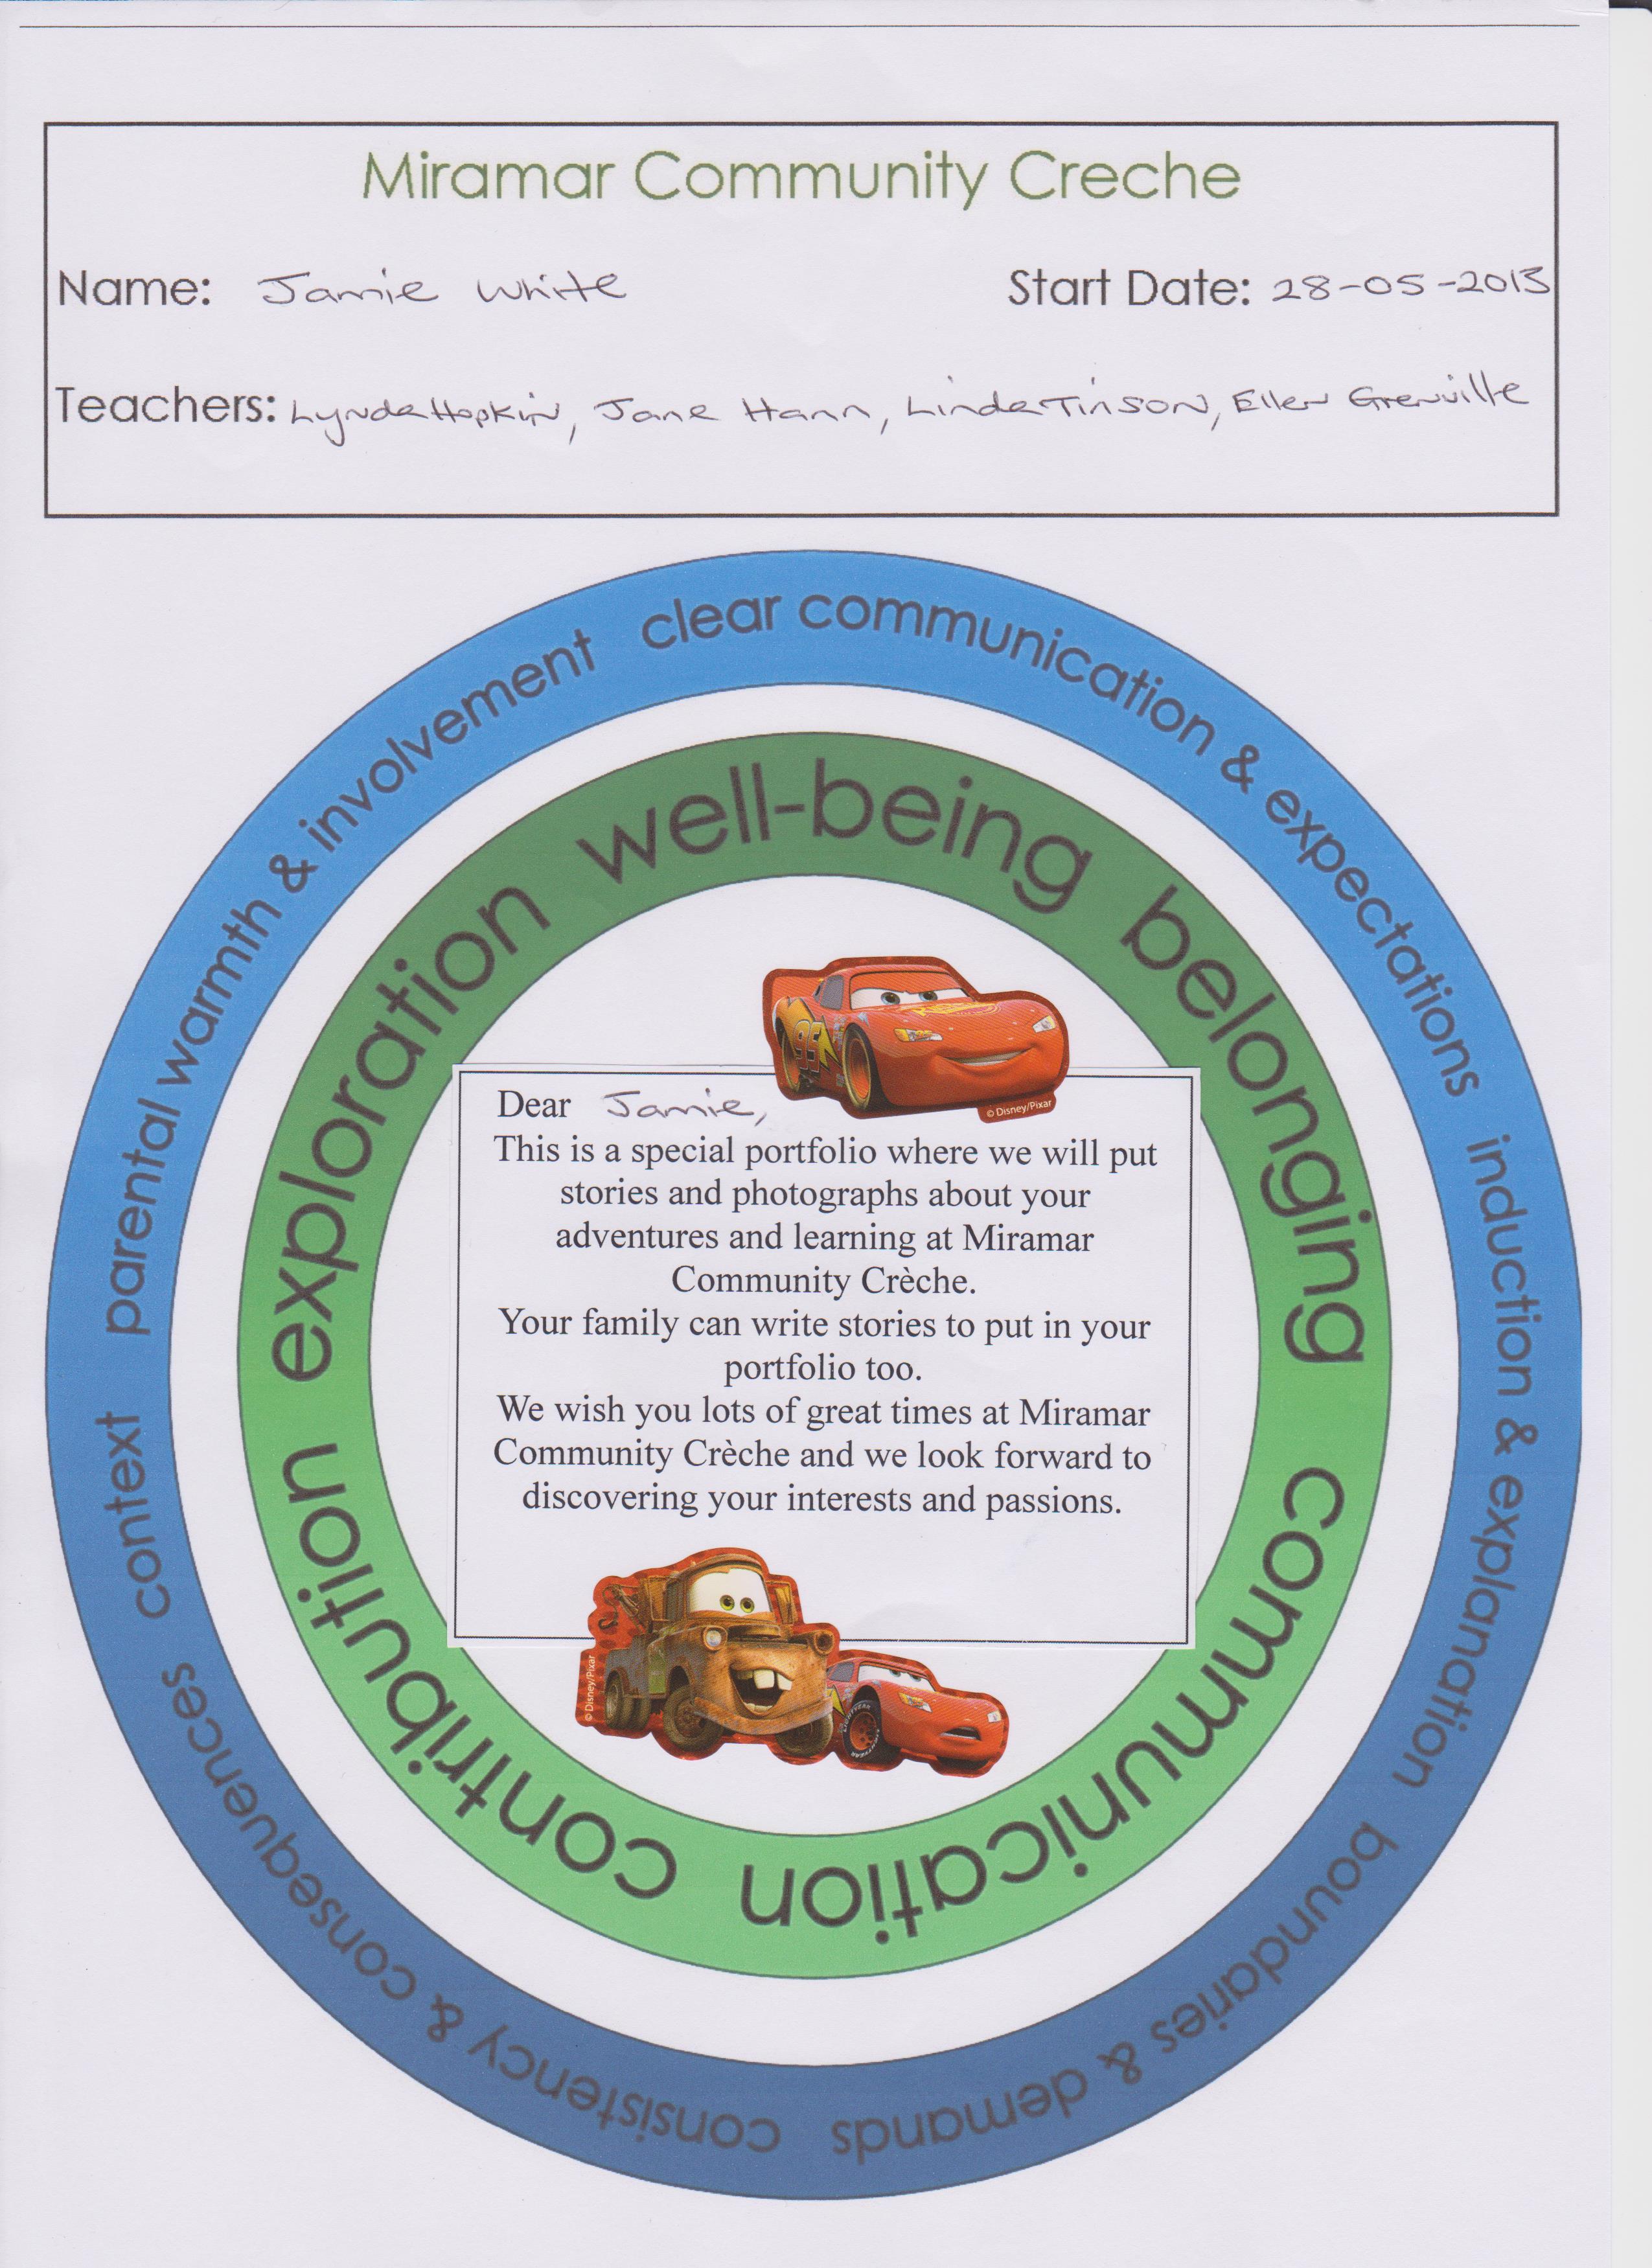 Miramar Community Creche
Name: Jamie White
Start Date: 28-05-2013
Teachers: Lynda Hopkin, Jane Hann, Linda Tinson, Ellen Grenville
clear communication & expectations
induction & explanation
boundaries & demands
consistency & consequences
context
parental warmth & involvement
well-being
belonging
communication
contribution
exploration
95
© Disney/Pixar
Dear Jamie,
This is a special portfolio where we will put
stories and photographs about your
adventures and learning at Miramar
Community Crèche.
Your family can write stories to put in your
portfolio too.
We wish you lots of great times at Miramar
Community Crèche and we look forward to
discovering your interests and passions.
© Disney/Pixar